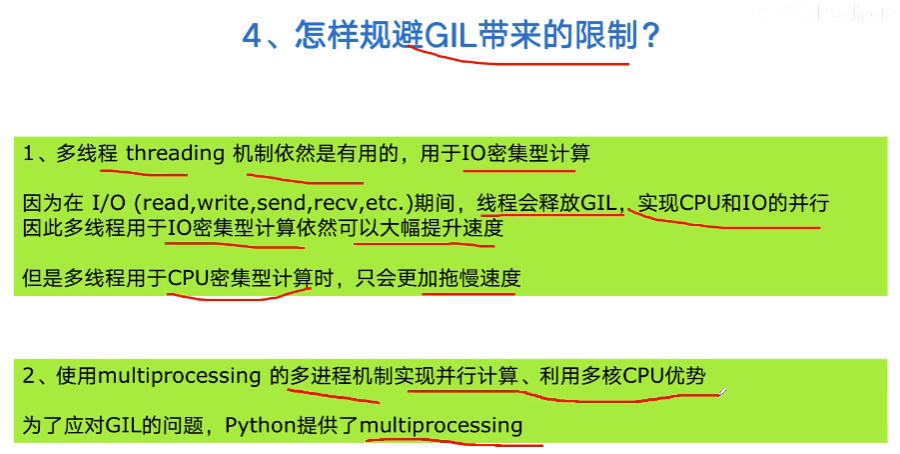 4、怎样规避GIL带来的限制？
1、多线程 threading 机制依然是有用的，用于IO密集型计算
因为在 I/O (read,write,send,recv,etc.)期间，线程会释放GIL，实现CPU和IO的并行
因此多线程用于IO密集型计算依然可以大幅提升速度
但是多线程用于CPU密集型计算时，只会更加拖慢速度
2、使用multiprocessing 的多进程机制实现并行计算、利用多核CPU优势
为了应对GIL的问题，Python提供了multiprocessing